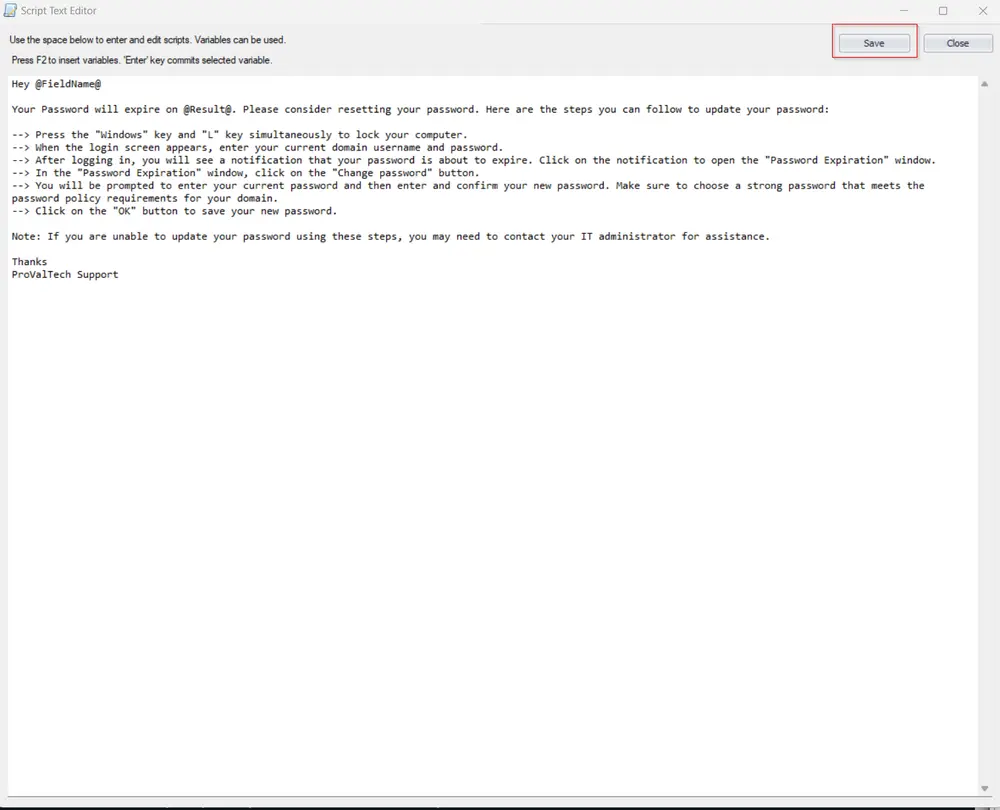 Script Text Editor
Use the space below to enter and edit scripts. Variables can be used.
Press F2 to insert variables. 'Enter' key commits selected variable.
Save
Close
Hey @FieldName@
Your Password will expire on @Result@. Please consider resetting your password. Here are the steps you can follow to update your password:
--> Press the "Windows" key and "L" key simultaneously to lock your computer.
--> When the login screen appears, enter your current domain username and password.
--> After logging in, you will see a notification that your password is about to expire. Click on the notification to open the "Password Expiration" window.
--> In the "Password Expiration" window, click on the "Change password" button.
--> You will be prompted to enter your current password and then enter and confirm your new password. Make sure to choose a strong password that meets the
password policy requirements for your domain.
--> Click on the "OK" button to save your new password.
Note: If you are unable to update your password using these steps, you may need to contact your IT administrator for assistance.
Thanks
ProValTech Support